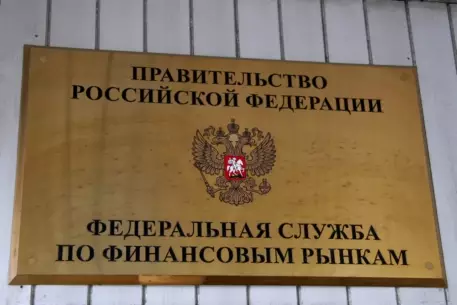 ПРАВИТЕЛЬСТВО
РОССИЙСКОЙ ФЕДЕРАЦИИ
ФЕДЕРАЛЬНАЯ СЛУЖБА
ПО ФИНАНСОВЫМ РЫНКАМ